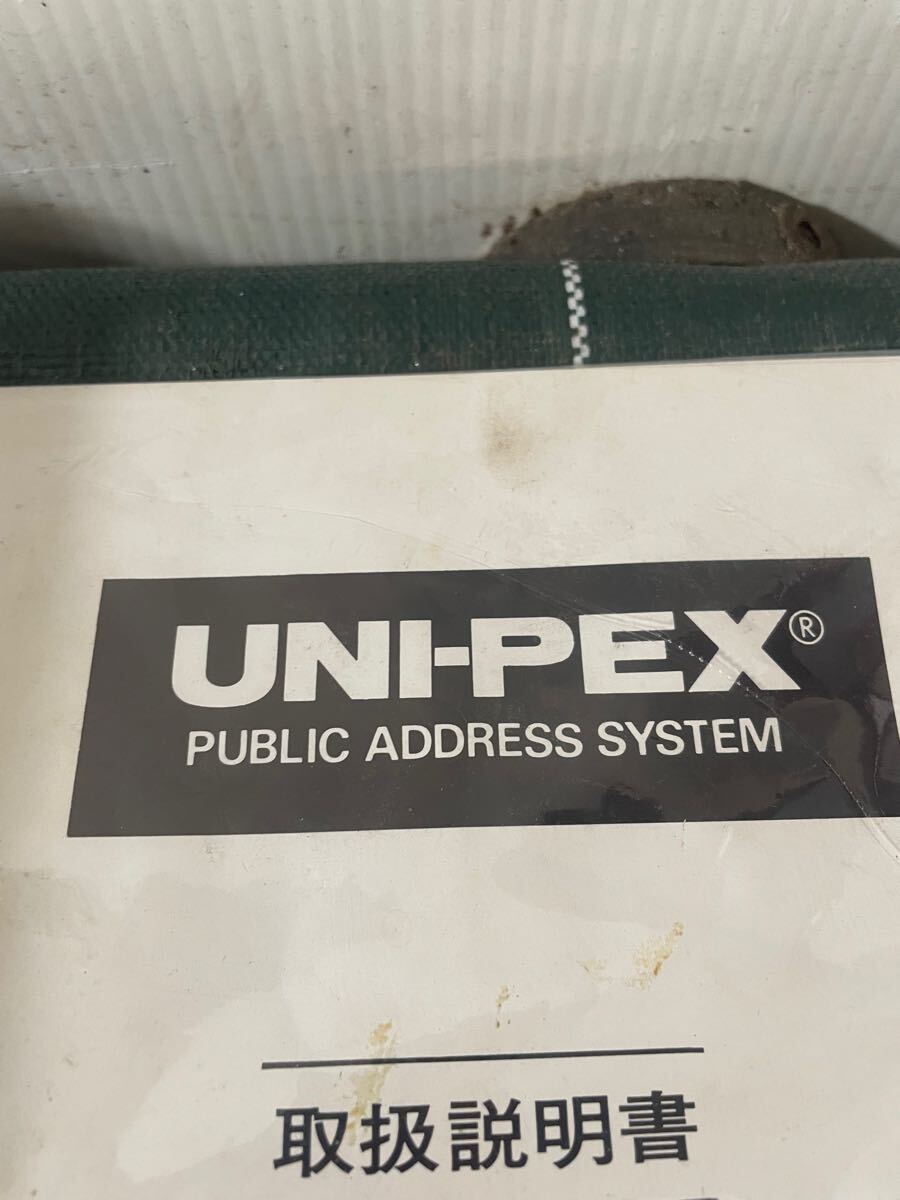 UNI-PEX®
PUBLIC ADDRESS SYSTEM
取扱説明書